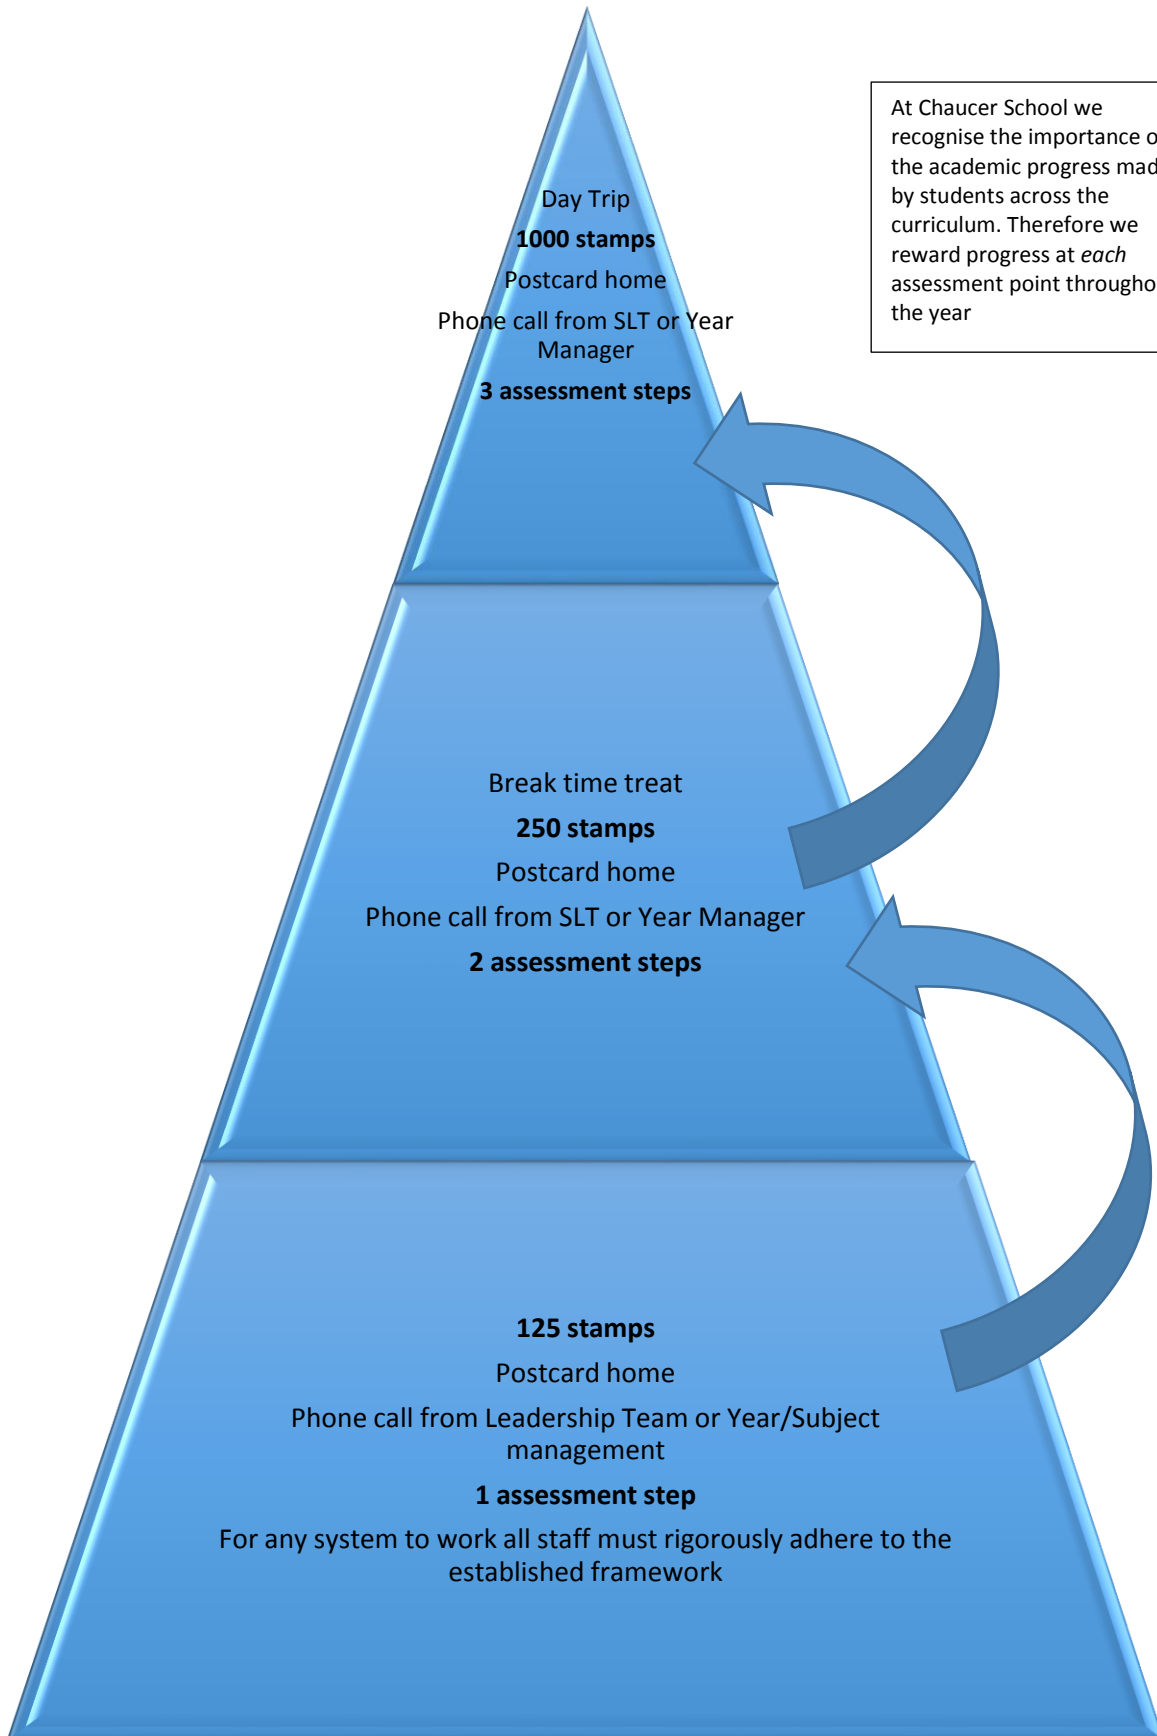 At Chaucer School we
recognise the importance o
the academic progress mad
by students across the
curriculum. Therefore we
reward progress at each
assessment point througho
the year
Day Trip
1000 stamps
Postcard home
Phone call from SLT or Year
Manager
3 assessment steps
Break time treat
250 stamps
Postcard home
Phone call from SLT or Year Manager
2 assessment steps
125 stamps
Postcard home
Phone call from Leadership Team or Year/Subject
management
1 assessment step
For any system to work all staff must rigorously adhere to the
established framework